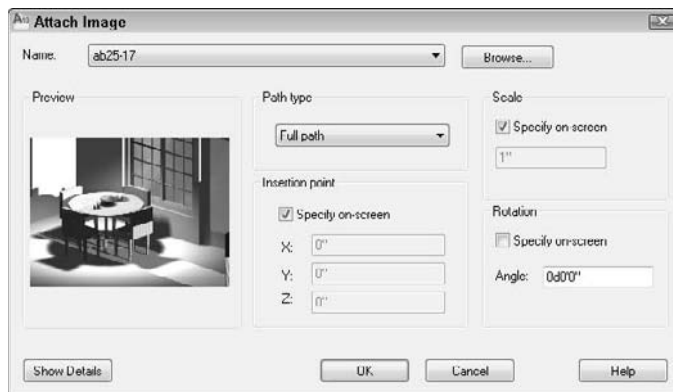 Attach Image
Name: ab25-17 Browse...
Preview
Path type
Full path
Insertion point
Specify on-screen
X: 0"
Y: 0"
Z: 0"
Scale
Specify on-screen
1"
Rotation
Specify on-screen
Angle: 0d0'0"
Show Details OK Cancel Help